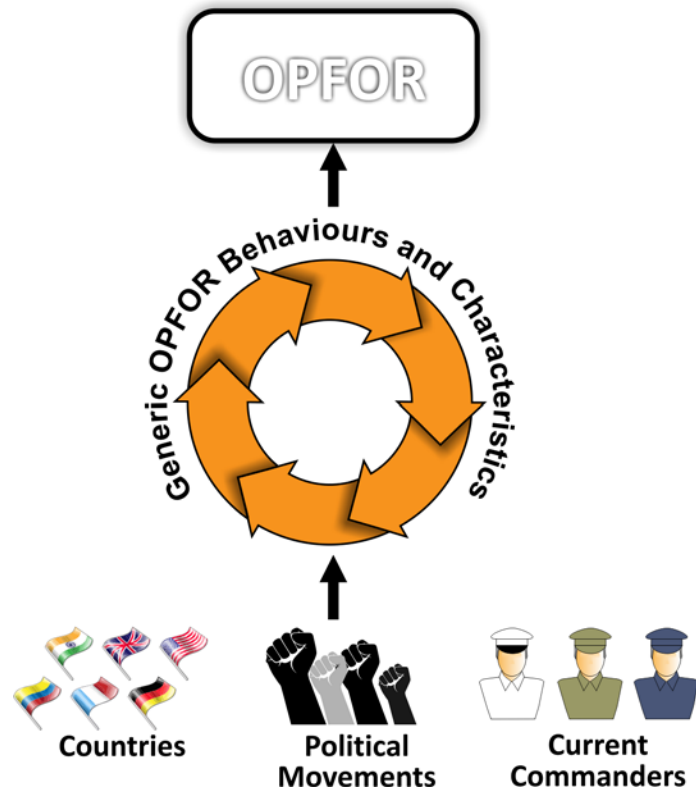 OPFOR
Generic OPFOR Behaviours and Characteristics
Countries
Political
Movements
Current
Commanders